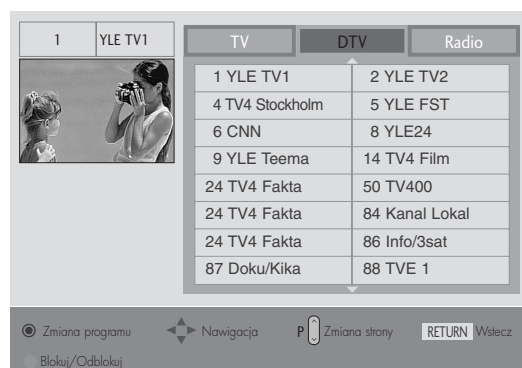 1 YLE TV1
TV DTV Radio
1 YLE TV1 2 YLE TV2
4 TV4 Stockholm 5 YLE FST
6 CNN 8 YLE24
9 YLE Teema 14 TV4 Film
24 TV4 Fakta 50 TV400
24 TV4 Fakta 84 Kanal Lokal
24 TV4 Fakta 86 Info/3sat
87 Doku/Kika 88 TVE 1
Zmiana programu Nawigacja P Zmiana strony RETURN Wstecz
Blokuj/Odblokuj